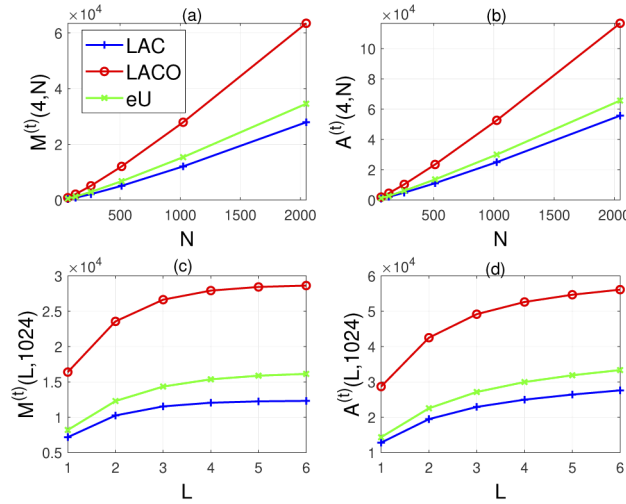 ×10⁴ (a)
M⁽ᵗ⁾(4,N)
6
4
2
0
500 1000 1500 2000
N
LAC
LACO
eU
×10⁴ (b)
A⁽ᵗ⁾(4,N)
10
8
6
4
2
0
500 1000 1500 2000
N
×10⁴ (c)
M⁽ᵗ⁾(L,1024)
3
2.5
2
1.5
1
0.5
1 2 3 4 5 6
L
×10⁴ (d)
A⁽ᵗ⁾(L,1024)
6
5
4
3
2
1
1 2 3 4 5 6
L